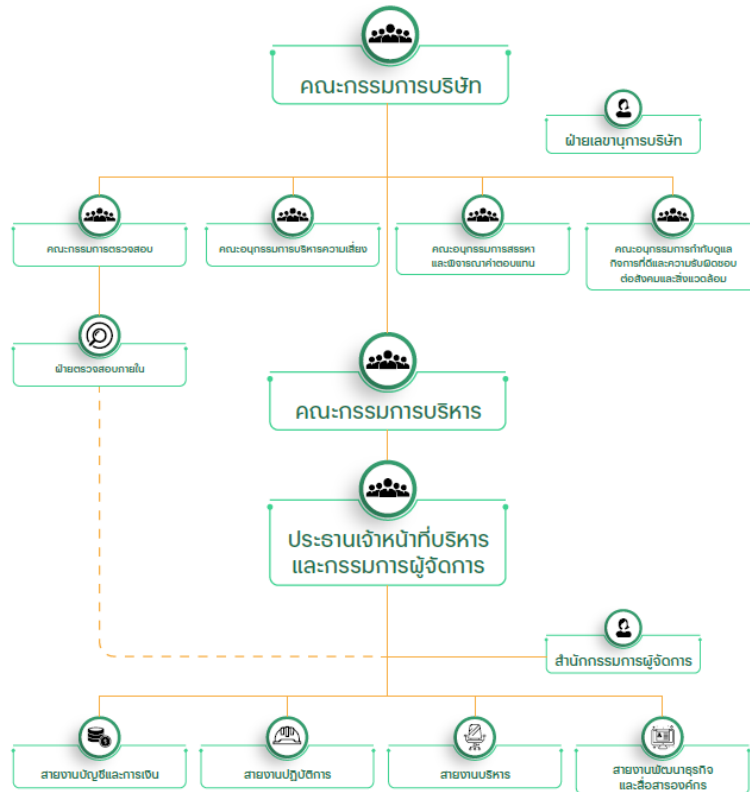 คณะกรรมการบริษัท
ฝ่ายเลขานุการบริษัท
คณะกรรมการตรวจสอบ
คณะอนุกรรมการบริหารความเสี่ยง
คณะอนุกรรมการสรรหา
และพิจารณาค่าตอบแทน
คณะอนุกรรมการกำกับดูแล
กิจการที่ดีและความรับผิดชอบ
ต่อสังคมและสิ่งแวดล้อม
ฝ่ายตรวจสอบภายใน
คณะกรรมการบริหาร
ประธานเจ้าหน้าที่บริหาร
และกรรมการผู้จัดการ
สำนักกรรมการผู้จัดการ
สายงานบัญชีและการเงิน
สายงานปฏิบัติการ
สายงานบริหาร
สายงานพัฒนาธุรกิจ
และสื่อสารองค์กร